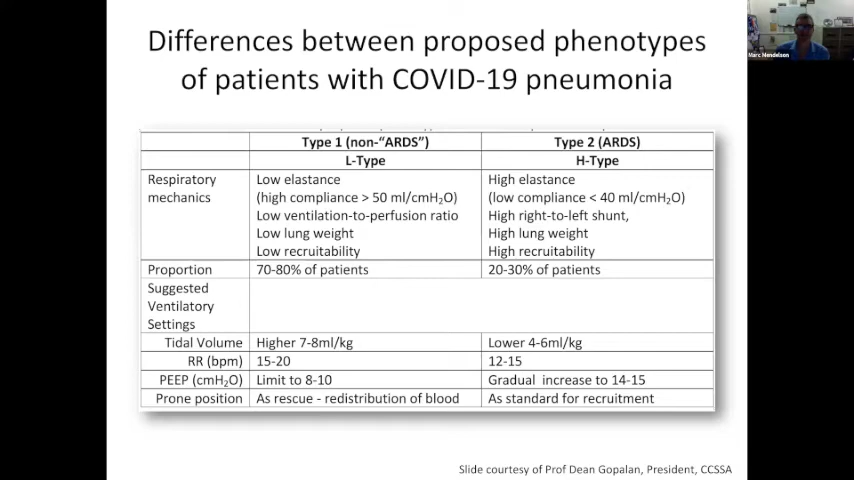 Differences between proposed phenotypes
of patients with COVID-19 pneumonia
Marc Mendelson
Type 1 (non-“ARDS”) Type 2 (ARDS)
L-Type H-Type
Respiratory Low elastance High elastance
mechanics (high compliance > 50 ml/cmH₂O) (low compliance < 40 ml/cmH₂O)
Low ventilation-to-perfusion ratio High right-to-left shunt,
Low lung weight High lung weight
Low recruitability High recruitability
Proportion 70-80% of patients 20-30% of patients
Suggested
Ventilatory
Settings
Tidal Volume Higher 7-8ml/kg Lower 4-6ml/kg
RR (bpm) 15-20 12-15
PEEP (cmH₂O) Limit to 8-10 Gradual increase to 14-15
Prone position As rescue - redistribution of blood As standard for recruitment
Slide courtesy of Prof Dean Gopalan, President, CCSSA